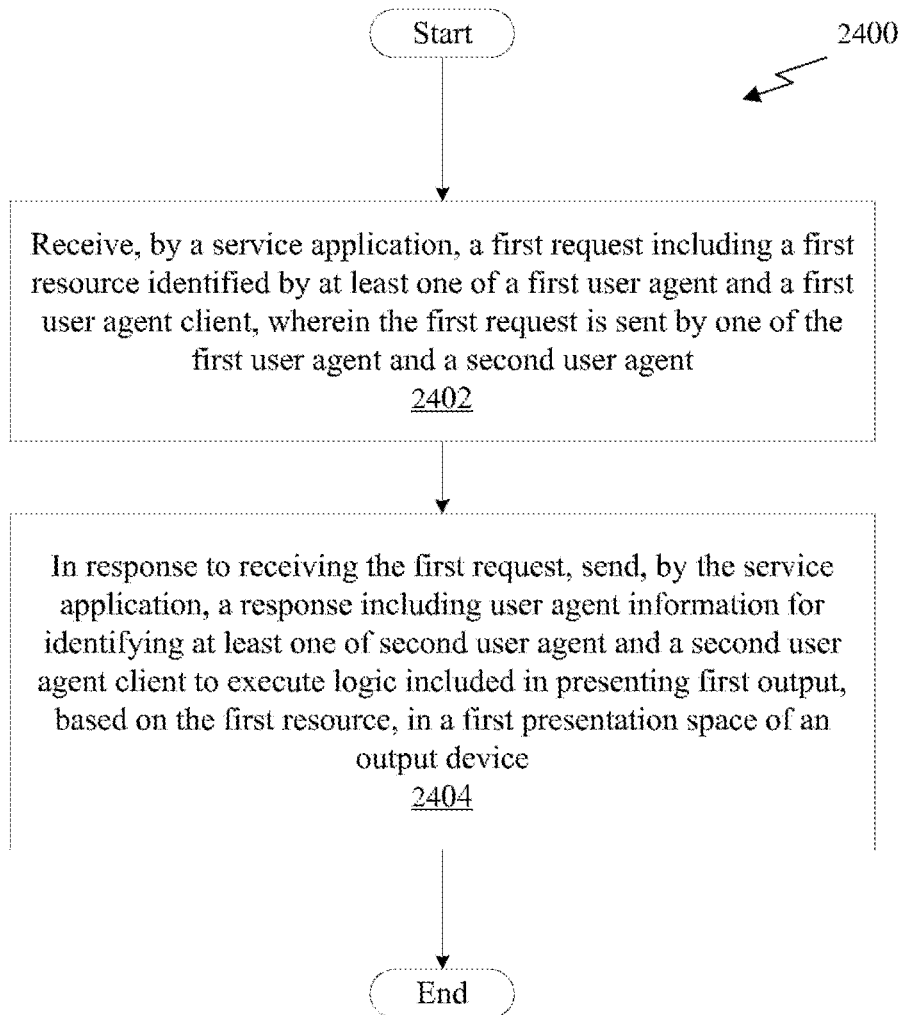 Start
2400
Receive, by a service application, a first request including a first
resource identified by at least one of a first user agent and a first
user agent client, wherein the first request is sent by one of the
first user agent and a second user agent
2402
In response to receiving the first request, send, by the service
application, a response including user agent information for
identifying at least one of second user agent and a second user
agent client to execute logic included in presenting first output,
based on the first resource, in a first presentation space of an
output device
2404
End